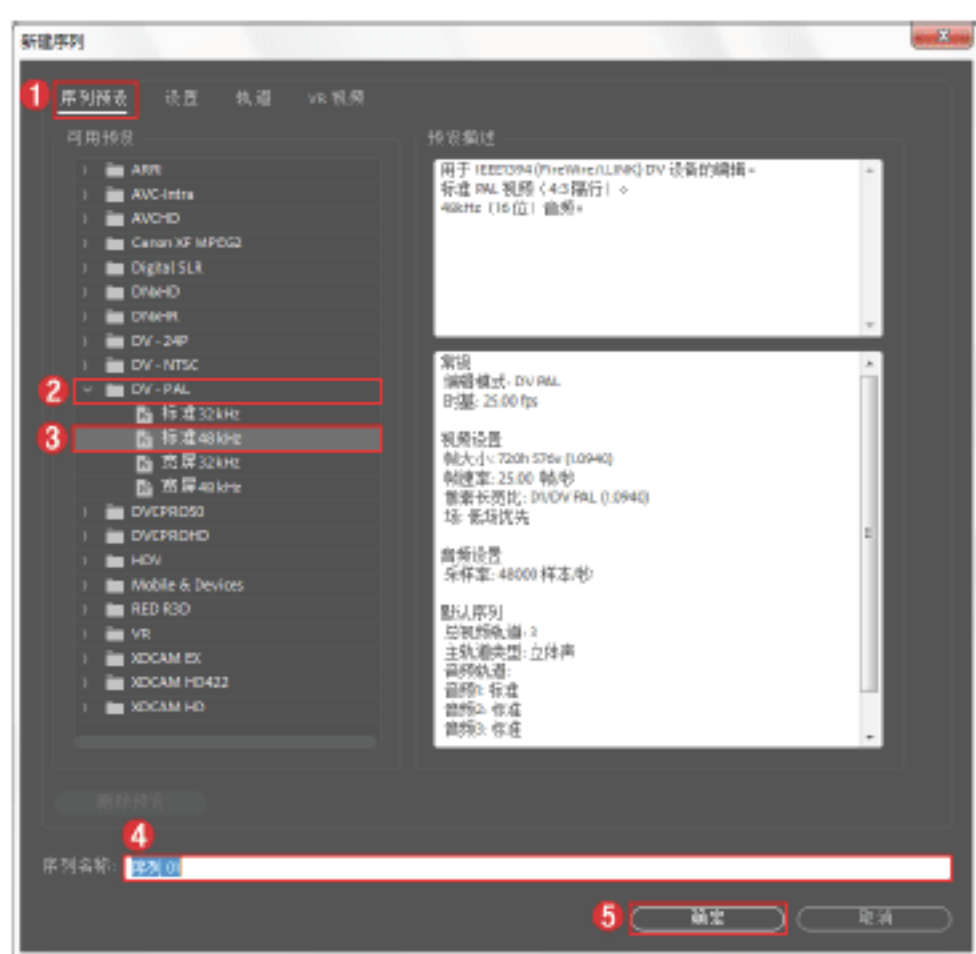 新建序列
1 序列预设 设置 轨道 VR 视频
可用预设
ARRI
AVC-Intra
AVCHD
Canon XF MPEG2
Digital SLR
DNxHD
DNxHR
DV - 24P
DV - NTSC
2 DV - PAL
标准32kHz
3 标准48kHz
宽屏32kHz
宽屏48kHz
DVCPRO50
DVCPROHD
HDV
Mobile & Devices
RED R3D
VR
XDCAM EX
XDCAM HD422
XDCAM HD
删除预设
预设描述
用于 IEEE1394 (FireWire/i.LINK) DV 设备的编辑。
标准 PAL 视频（4:3隔行）。
48kHz（16 位）音频。
常规
编辑模式: DV PAL
时基: 25.00 fps
视频设置
帧大小: 720h 576v (1.0940)
帧速率: 25.00 帧/秒
像素长宽比: D1/DV PAL (1.0940)
场: 低场优先
音频设置
采样率: 48000 样本/秒
默认序列
总视频轨道: 3
主轨道类型: 立体声
音频轨道:
音频1: 标准
音频2: 标准
音频3: 标准
4
序列名称: 序列 01
5 确定 取消